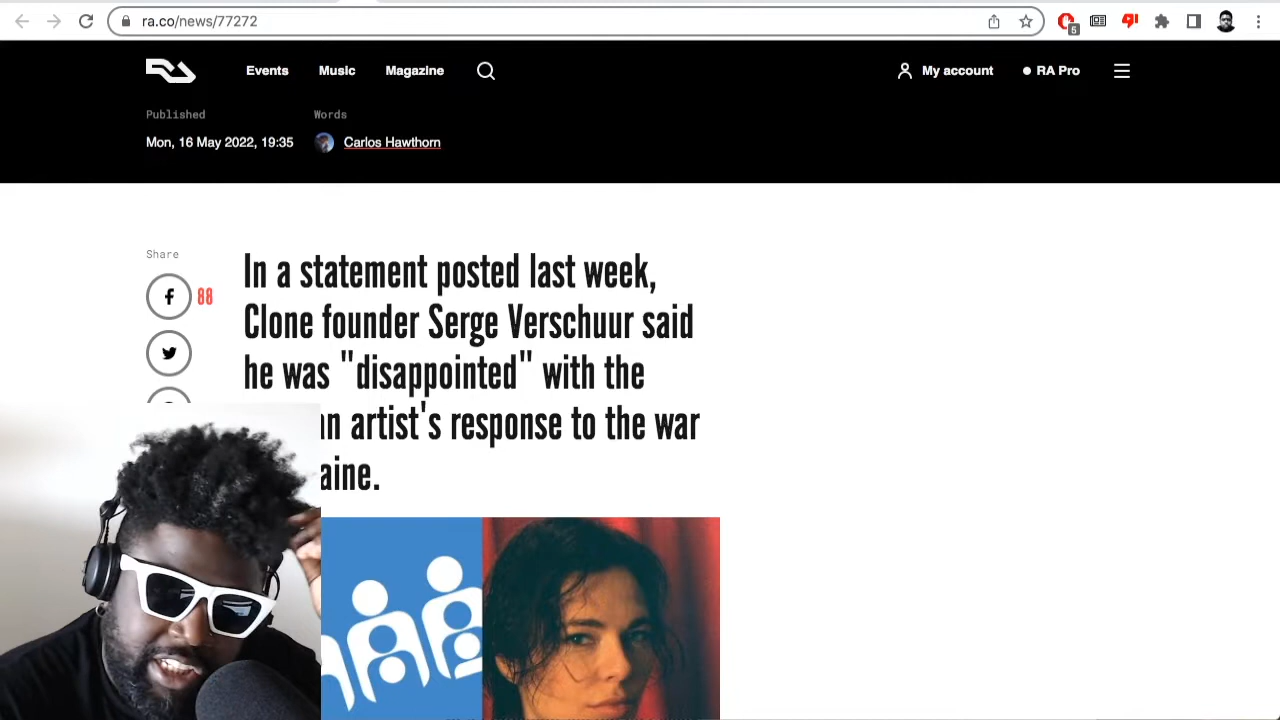 ra.co/news/77272
5
Events Music Magazine
My account RA Pro
Published Words
Mon, 16 May 2022, 19:35 Carlos Hawthorn
Share
88
In a statement posted last week,
Clone founder Serge Verschuur said
he was "disappointed" with the
artist's response to the war